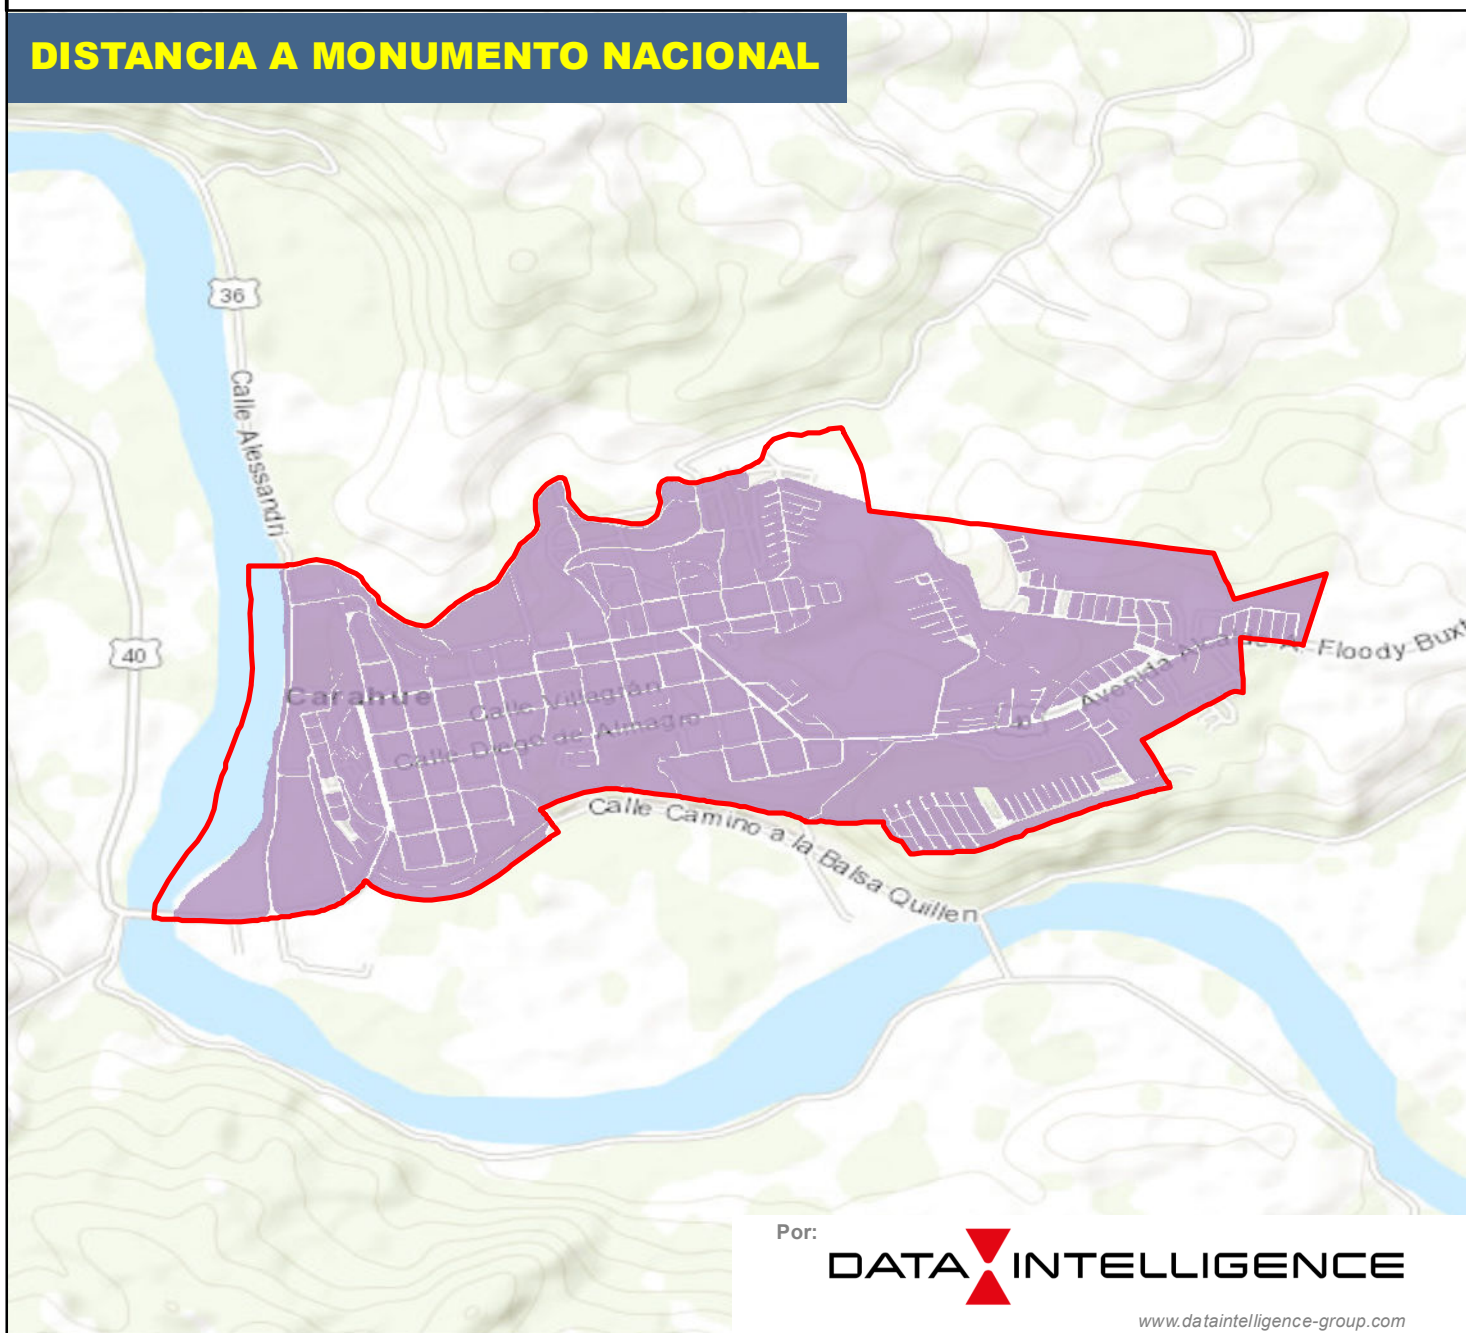 DISTANCIA A MONUMENTO NACIONAL
36
Calle Alessandri
40
Carahue
Calle Villagrán
Calle Diego de Almagro
Avenida
A. Floody Buxt
Calle Camino a la Balsa Quillen
Por:
DATA INTELLIGENCE
www.dataintelligence-group.com